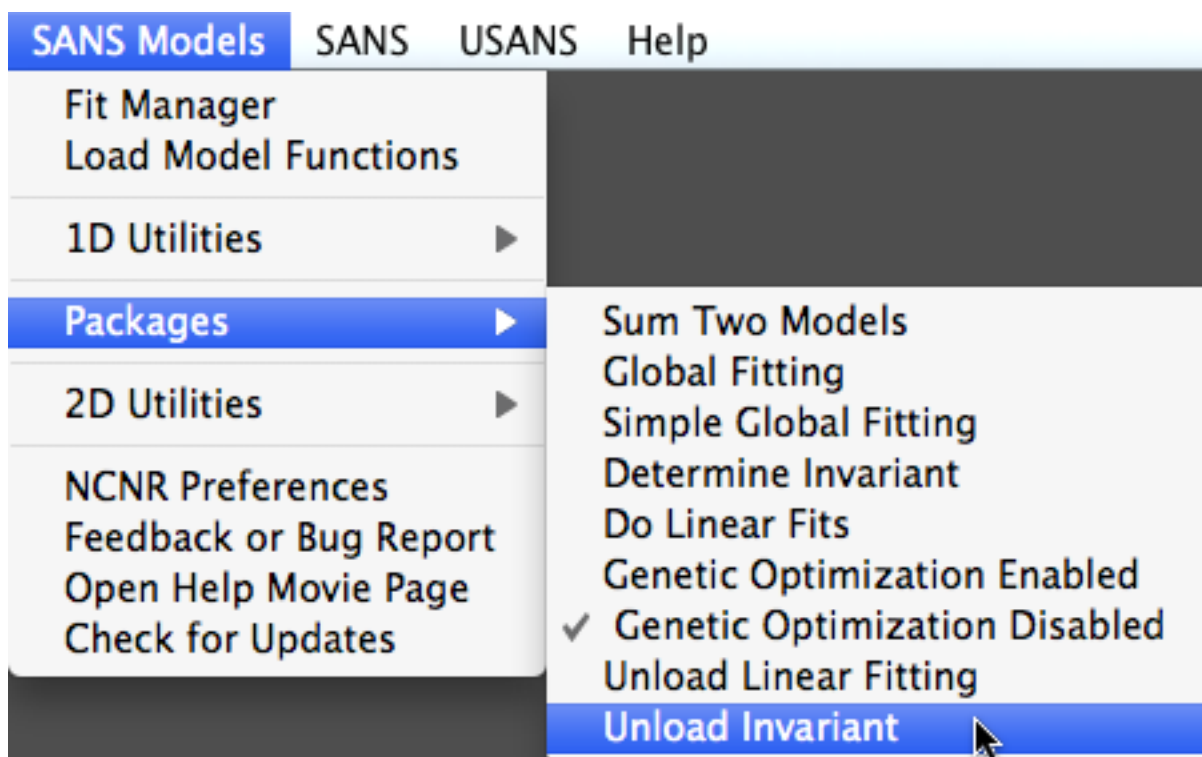 SANS Models SANS USANS Help
Fit Manager
Load Model Functions
1D Utilities
Packages
2D Utilities
NCNR Preferences
Feedback or Bug Report
Open Help Movie Page
Check for Updates
Sum Two Models
Global Fitting
Simple Global Fitting
Determine Invariant
Do Linear Fits
Genetic Optimization Enabled
Genetic Optimization Disabled
Unload Linear Fitting
Unload Invariant